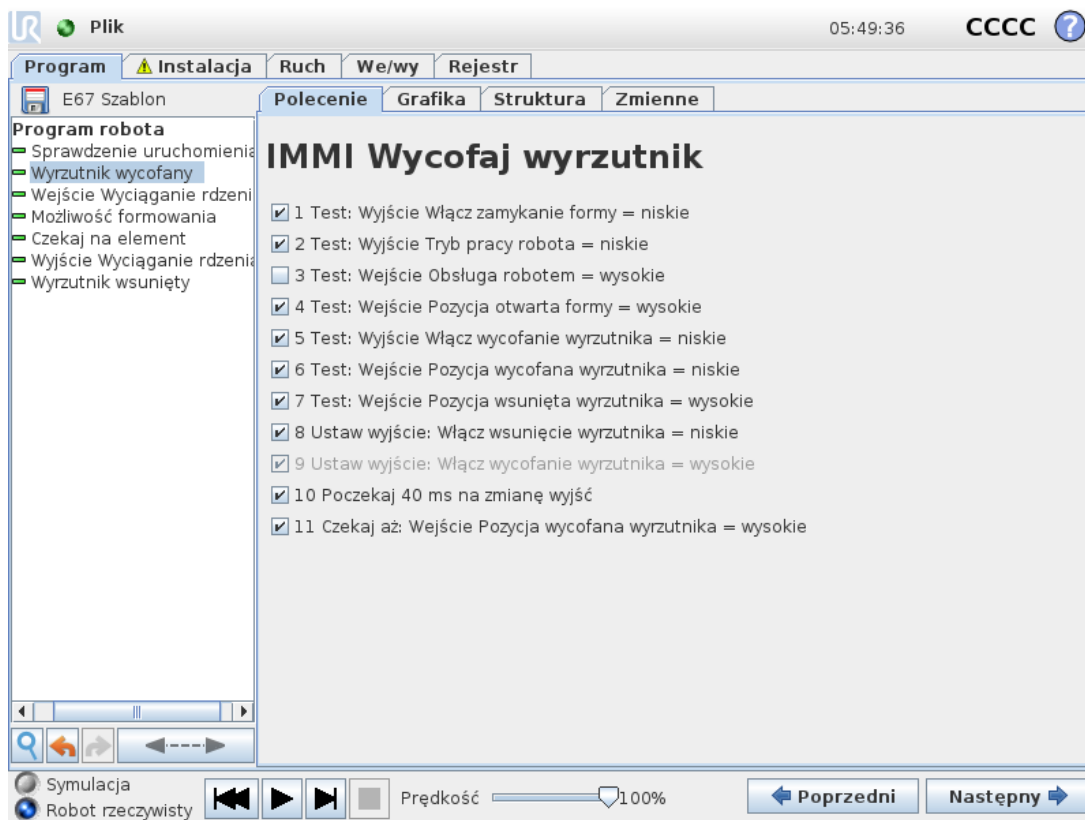 UR Plik 05:49:36 CCCC ?
Program Instalacja Ruch We/wy Rejestr
E67 Szablon
Polecenie Grafika Struktura Zmienne
Program robota
Sprawdzenie uruchomienia
Wyrzutnik wycofany
Wejście Wyciąganie rdzeni
Możliwość formowania
Czekaj na element
Wyjście Wyciąganie rdzenia
Wyrzutnik wsunięty
IMMI Wycofaj wyrzutnik
1 Test: Wyjście Włącz zamykanie formy = niskie
2 Test: Wyjście Tryb pracy robota = niskie
3 Test: Wejście Obsługa robotem = wysokie
4 Test: Wejście Pozycja otwarta formy = wysokie
5 Test: Wyjście Włącz wycofanie wyrzutnika = niskie
6 Test: Wejście Pozycja wycofana wyrzutnika = niskie
7 Test: Wejście Pozycja wsunięta wyrzutnika = wysokie
8 Ustaw wyjście: Włącz wsunięcie wyrzutnika = niskie
9 Ustaw wyjście: Włącz wycofanie wyrzutnika = wysokie
10 Poczekaj 40 ms na zmianę wyjść
11 Czekaj aż: Wejście Pozycja wycofana wyrzutnika = wysokie
Symulacja
Robot rzeczywisty
Prędkość 100%
Poprzedni Następny